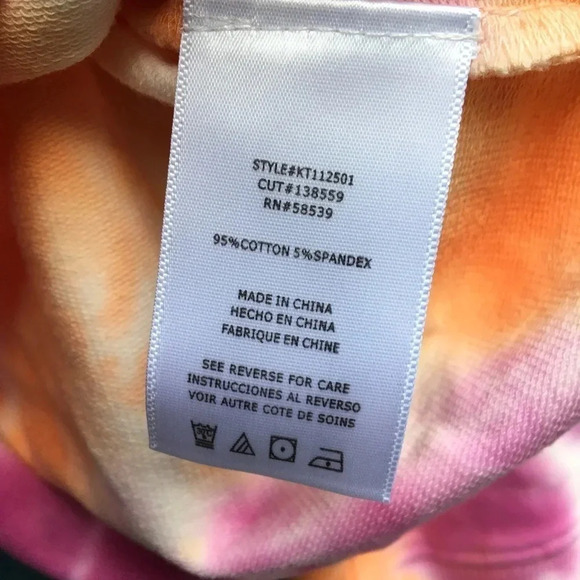 STYLE#KT112501
CUT#138559
RN#58539
95%COTTON 5%SPANDEX
MADE IN CHINA
HECHO EN CHINA
FABRIQUE EN CHINE
SEE REVERSE FOR CARE
INSTRUCCIONES AL REVERSO
VOIR AUTRE COTE DE SOINS
30C